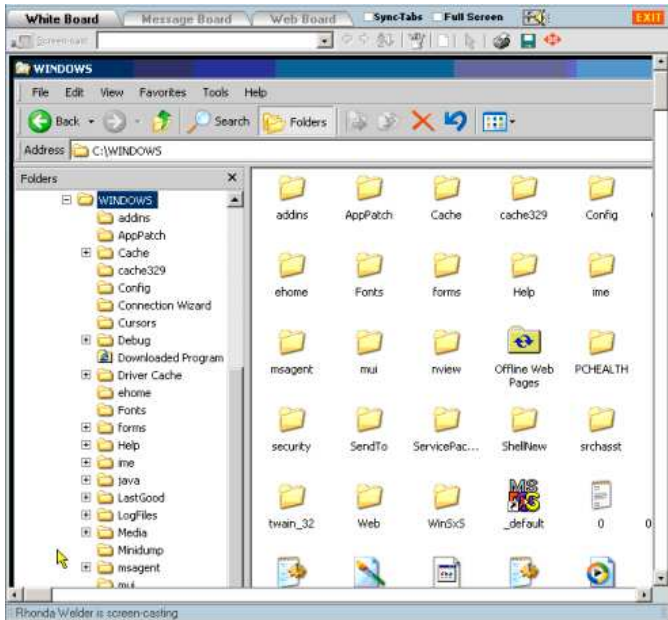 White Board Message Board Web Board Sync-Tabs Full Screen EXIT
Screen-cast
WINDOWS
File Edit View Favorites Tools Help
Back Search Folders
Address C:\WINDOWS
Folders
WINDOWS
addins
AppPatch
Cache
cache329
Config
Connection Wizard
Cursors
Debug
Downloaded Program
Driver Cache
ehome
Fonts
forms
Help
ime
java
LastGood
LogFiles
Media
Minidump
msagent
mui
addins AppPatch Cache cache329 Config
ehome Fonts forms Help ime
msagent mui nview Offline Web Pages PCHEALTH
security SendTo ServicePac... ShellNew srchasst
twain_32 Web WinSxS _default 0 0
Rhonda Welder is screen-casting